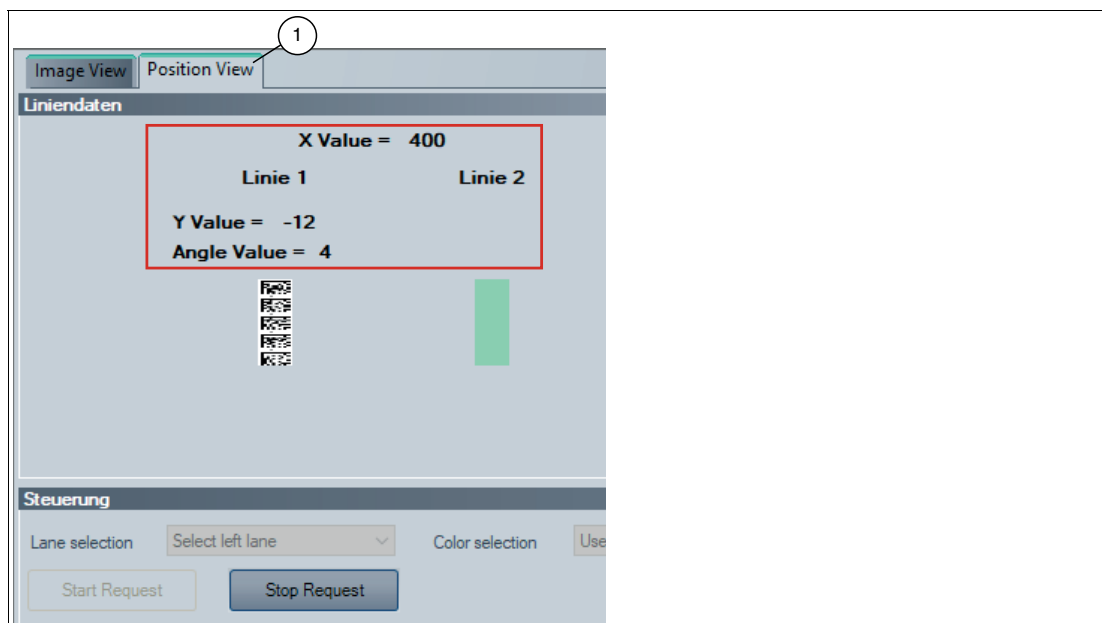 1
Image View Position View
Liniendaten
X Value = 400
Linie 1 Linie 2
Y Value = -12
Angle Value = 4
Steuerung
Lane selection Select left lane Color selection Use
Start Request Stop Request